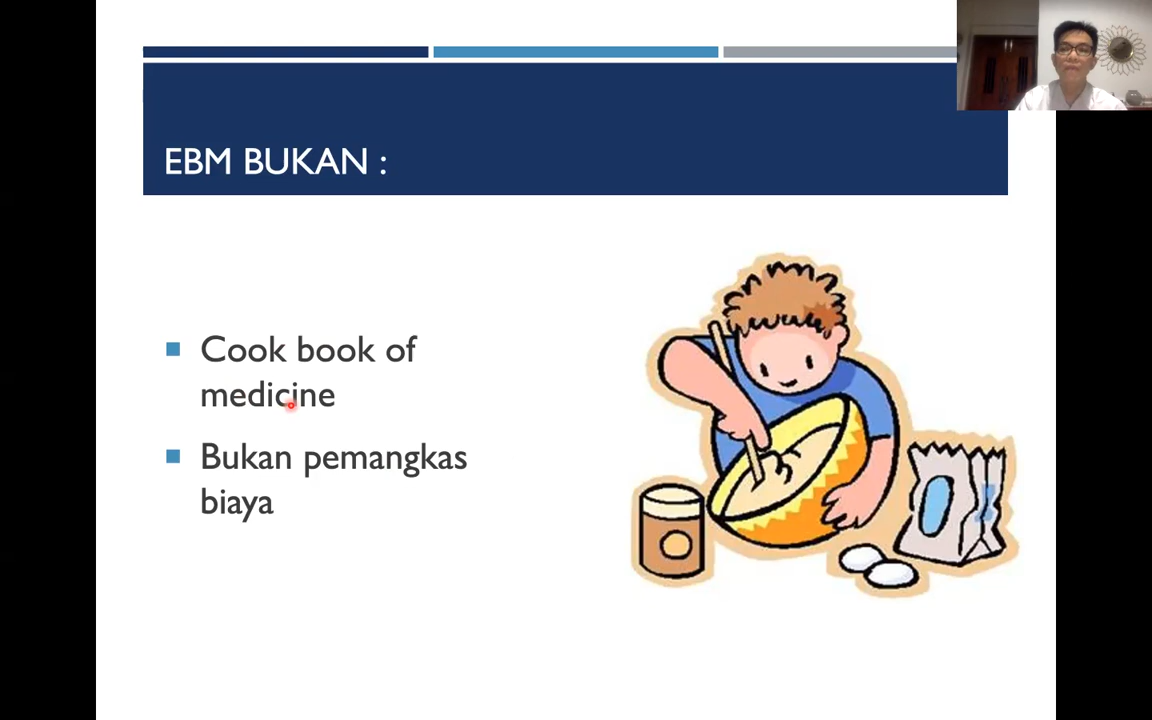 EBM BUKAN :
Cook book of
medicine
Bukan pemangkas
biaya